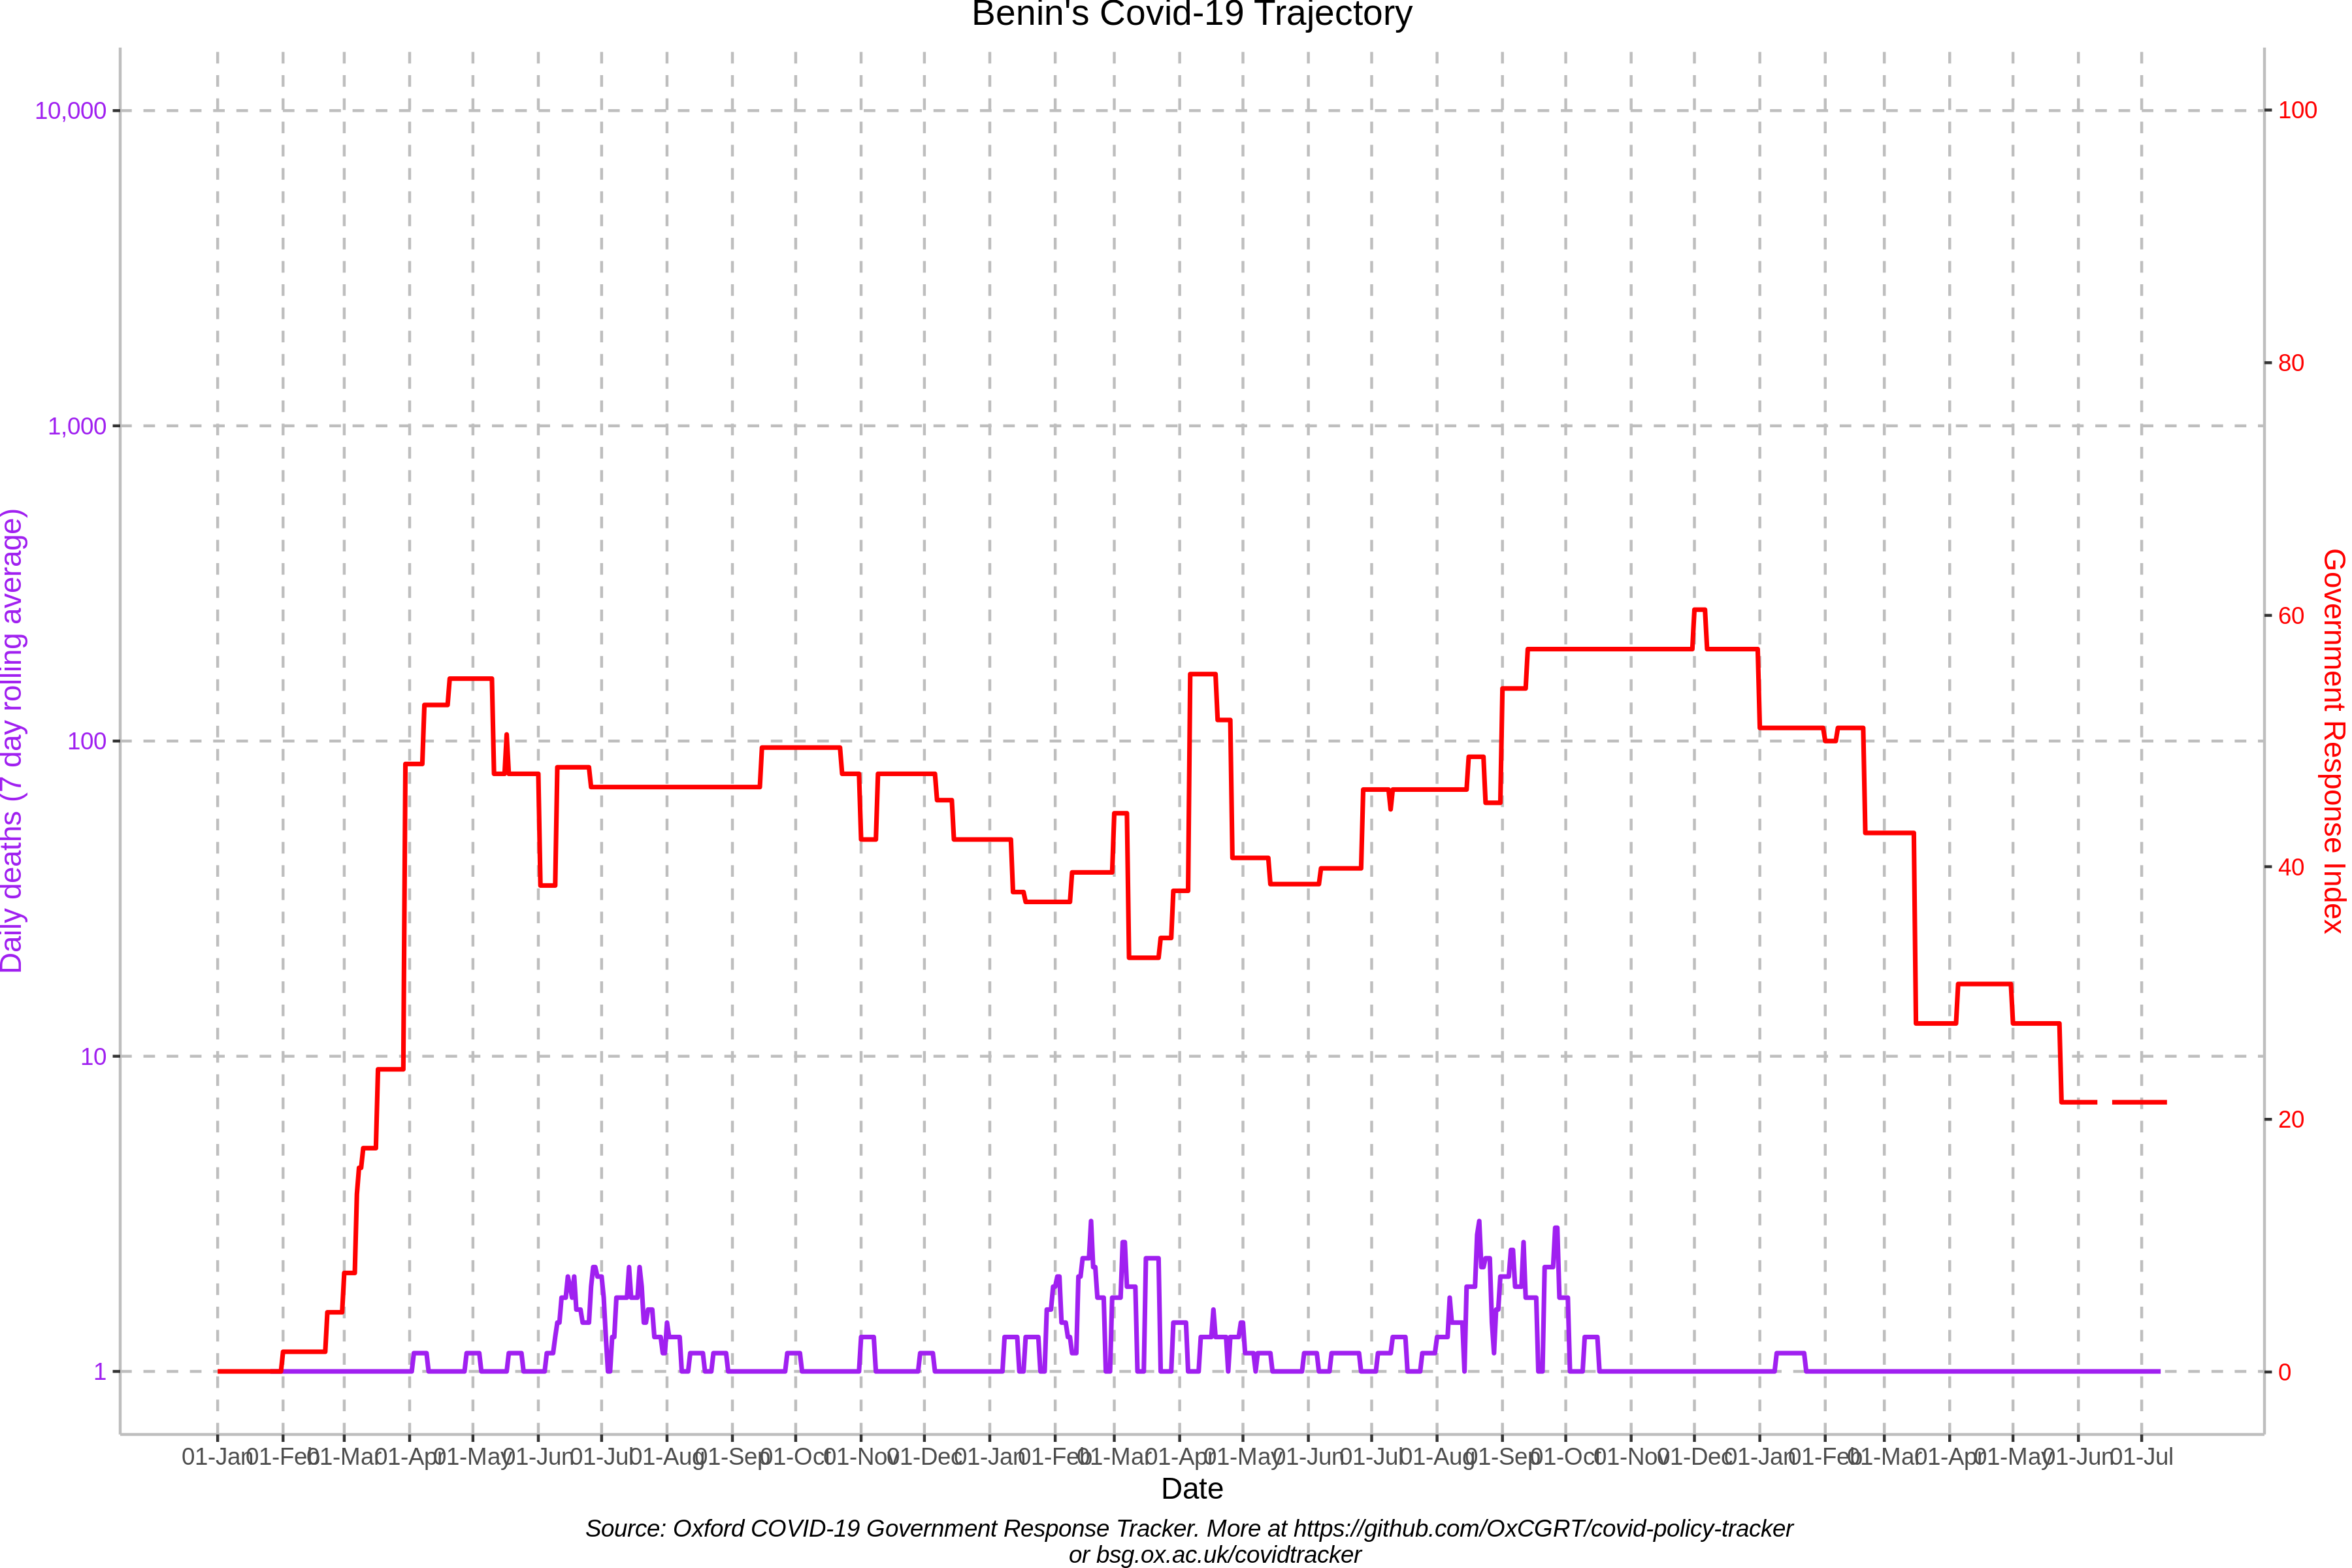 Benin's Covid-19 Trajectory
10,000
1,000
100
10
1
Daily deaths (7 day rolling average)
100
80
60
40
20
0
Government Response Index
01-Jan 01-Feb 01-Mar 01-Apr 01-May 01-Jun 01-Jul 01-Aug 01-Sep 01-Oct 01-Nov 01-Dec 01-Jan 01-Feb 01-Mar 01-Apr 01-May 01-Jun 01-Jul 01-Aug 01-Sep 01-Oct 01-Nov 01-Dec 01-Jan 01-Feb 01-Mar 01-Apr 01-May 01-Jun 01-Jul
Date
Source: Oxford COVID-19 Government Response Tracker. More at https://github.com/OxCGRT/covid-policy-tracker
or bsg.ox.ac.uk/covidtracker